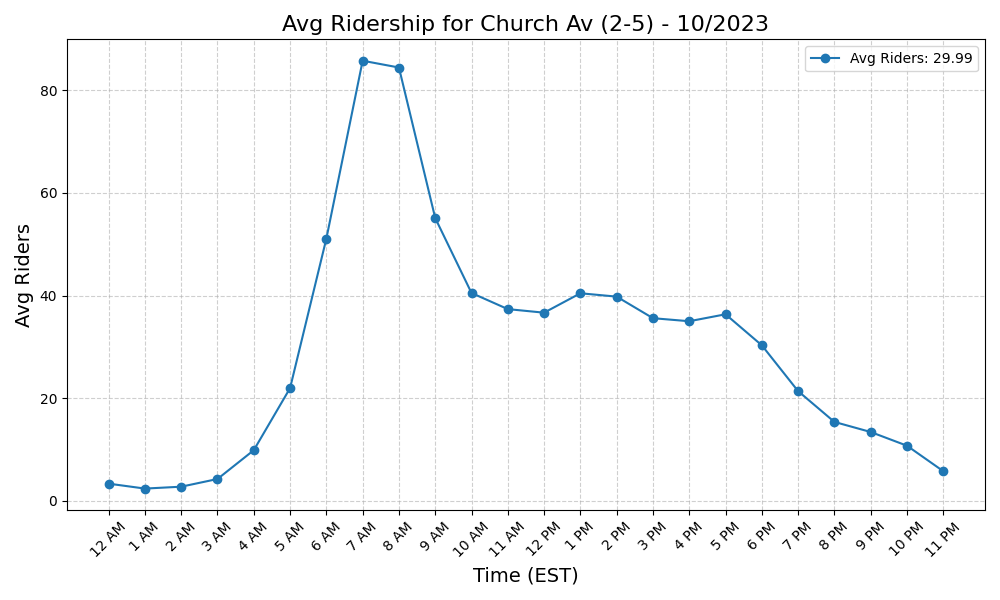 Avg Ridership for Church Av (2-5) - 10/2023
Avg Riders: 29.99
Avg Riders
80
60
40
20
0
12 AM
1 AM
2 AM
3 AM
4 AM
5 AM
6 AM
7 AM
8 AM
9 AM
10 AM
11 AM
12 PM
1 PM
2 PM
3 PM
4 PM
5 PM
6 PM
7 PM
8 PM
9 PM
10 PM
11 PM
Time (EST)